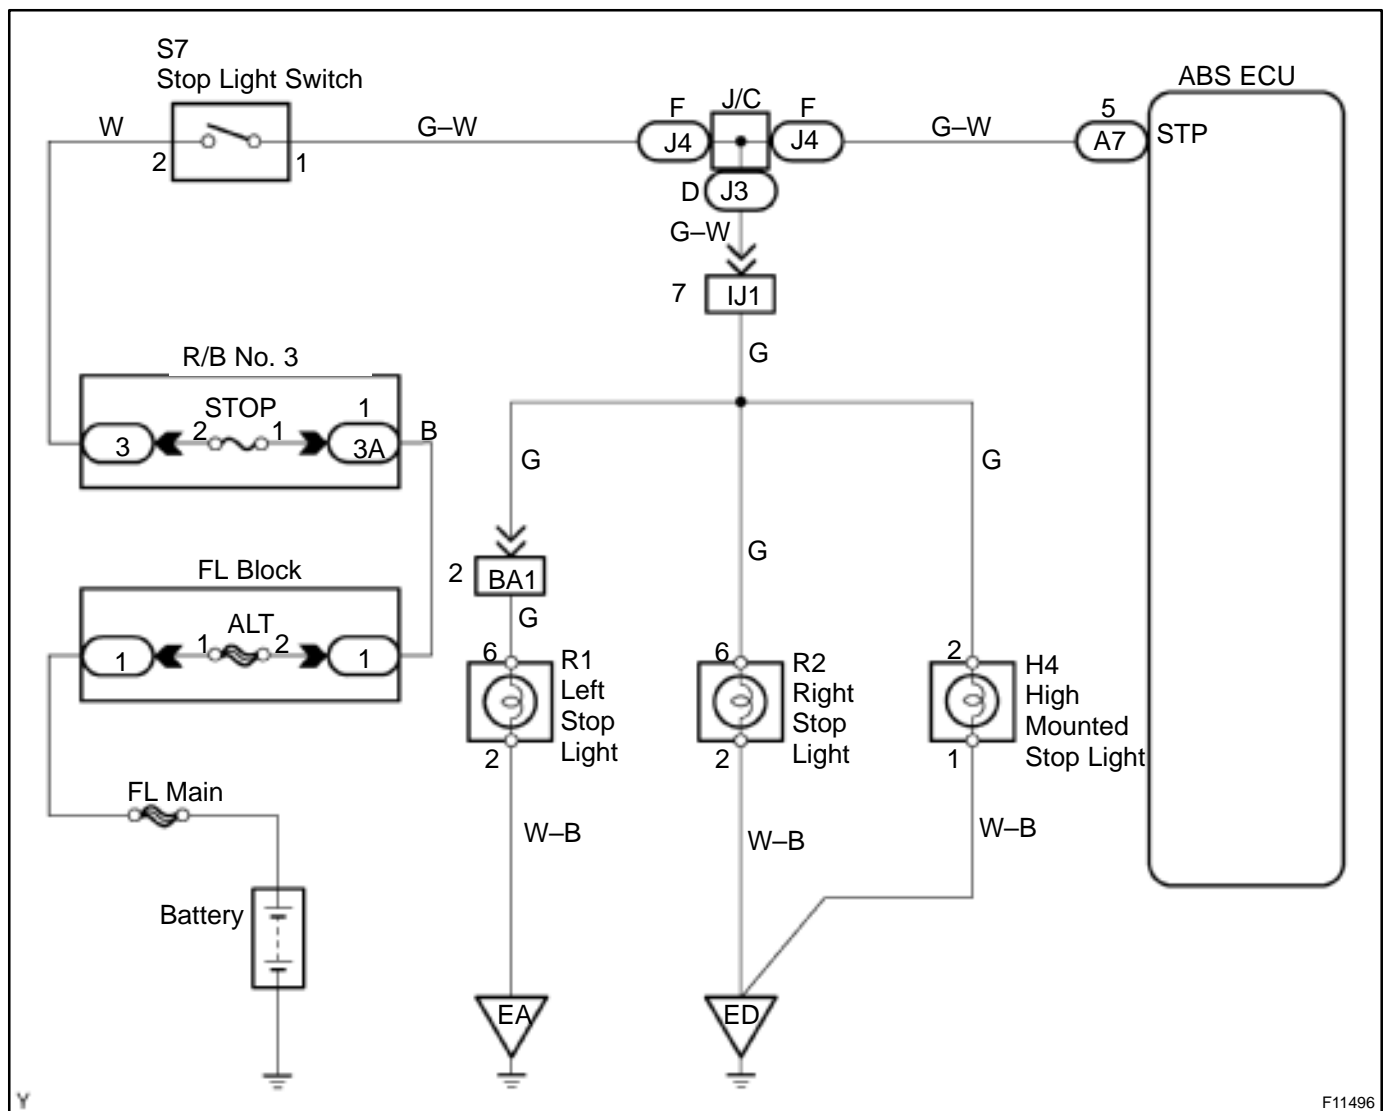 S7
Stop Light Switch
ABS ECU
W
2
1
G–W
F
J/C
F
J4
J4
G–W
5
A7
STP
D
J3
G–W
7
IJ1
G
R/B No. 3
STOP
1
3
2
1
3A
B
G
G
G
FL Block
ALT
1
1
2
1
2
BA1
G
6
R1
Left
Stop
Light
2
6
R2
Right
Stop
Light
2
2
H4
High
Mounted
Stop Light
1
FL Main
W–B
W–B
W–B
Battery
EA
ED
Y
F11496